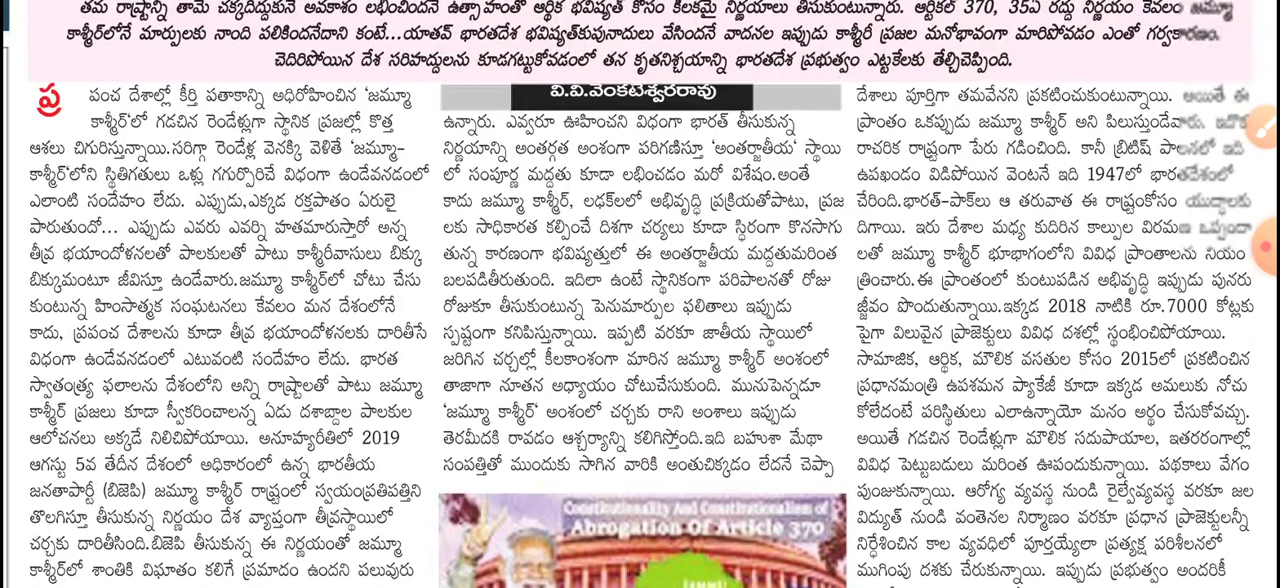 తమ రాష్ట్రాన్ని తామే చక్కదిద్దుకునే అవకాశం లభించిందనే ఉత్సాహంతో ఆర్థిక భవిష్యత్ కోసం కీలకమై నిర్ణయాలు తీసుకుంటున్నారు. ఆర్టికల్ 370, 35ఏ రద్దు నిర్ణయం కేవలం జమ్మూ
కాశ్మీర్‌లోనే మార్పులకు నాంది పలికిందనేదాని కంటే...యావత్ భారతదేశ భవిష్యత్‌కుపునాదులు వేసిందనే వాదనల ఇప్పుడు కాశ్మీరీ ప్రజల మనోభావంగా మారిపోవడం ఎంతో గర్వకారణం.
చెదిరిపోయిన దేశ సరిహద్దులను కూడగట్టుకోవడంలో తన కృతనిశ్చయాన్ని భారతదేశ ప్రభుత్వం ఎట్టకేలకు తేల్చిచెప్పింది.
ప్ర పంచ దేశాల్లో కీర్తి పతాకాన్ని అధిరోహించిన 'జమ్మూ
కాశ్మీర్'లో గడచిన రెండేళ్లుగా స్థానిక ప్రజల్లో కొత్త
ఆశలు చిగురిస్తున్నాయి.సరిగ్గా రెండేళ్ల వెనక్కి వెళితే 'జమ్మూ-
కాశ్మీర్'లోని స్థితిగతులు ఒళ్లు గగుర్పొరిచే విధంగా ఉండేవనడంలో
ఎలాంటి సందేహం లేదు. ఎప్పుడు,ఎక్కడ రక్తపాతం ఏరులై
పారుతుందో... ఎప్పుడు ఎవరు ఎవర్ని హతమారుస్తారో అన్న
తీవ్ర భయాందోళనలతో పాలకులతో పాటు కాశ్మీరీవాసులు బిక్కు
బిక్కుమంటూ జీవిస్తూ ఉండేవారు.జమ్మూ కాశ్మీర్‌లో చోటు చేసు
కుంటున్న హింసాత్మక సంఘటనలు కేవలం మన దేశంలోనే
కాదు, ప్రపంచ దేశాలను కూడా తీవ్ర భయాందోళనలకు దారితీసే
విధంగా ఉండేవనడంలో ఎటువంటి సందేహం లేదు. భారత
స్వాతంత్ర్య ఫలాలను దేశంలోని అన్ని రాష్ట్రాలతో పాటు జమ్మూ
కాశ్మీర్ ప్రజలు కూడా స్వీకరించాలన్న ఏడు దశాబ్దాల పాలకుల
ఆలోచనలు అక్కడే నిలిచిపోయాయి. అనూహ్యరీతిలో 2019
ఆగస్టు 5వ తేదీన దేశంలో అధికారంలో ఉన్న భారతీయ
జనతాపార్టీ (బిజెపి) జమ్మూ కాశ్మీర్ రాష్ట్రంలో స్వయంప్రతిపత్తిని
తొలగిస్తూ తీసుకున్న నిర్ణయం దేశ వ్యాప్తంగా తీవ్రస్థాయిలో
చర్చకు దారితీసింది.బిజెపి తీసుకున్న ఈ నిర్ణయంతో జమ్మూ
కాశ్మీర్‌లో శాంతికి విఘాతం కలిగే ప్రమాదం ఉందని పలువురు
వి.వి.వెంకటేశ్వరరావు
ఉన్నారు. ఎవ్వరూ ఊహించని విధంగా భారత్ తీసుకున్న
నిర్ణయాన్ని అంతర్గత అంశంగా పరిగణిస్తూ 'అంతర్జాతీయ' స్థాయి
లో సంపూర్ణ మద్దతు కూడా లభించడం మరో విశేషం.అంతే
కాదు జమ్మూ కాశ్మీర్, లఢక్‌లలో అభివృద్ధి ప్రక్రియతోపాటు, ప్రజ
లకు సాధికారత కల్పించే దిశగా చర్యలు కూడా స్థిరంగా కొనసాగు
తున్న కారణంగా భవిష్యత్తులో ఈ అంతర్జాతీయ మద్దతుమరింత
బలపడితీరుతుంది. ఇదిలా ఉంటే స్థానికంగా పరిపాలనతో రోజు
రోజుకూ తీసుకుంటున్న పెనుమార్పుల ఫలితాలు ఇప్పుడు
స్పష్టంగా కనిపిస్తున్నాయి. ఇప్పటి వరకూ జాతీయ స్థాయిలో
జరిగిన చర్చల్లో కీలకాంశంగా మారిన జమ్మూ కాశ్మీర్ అంశంలో
తాజాగా నూతన అధ్యాయం చోటుచేసుకుంది. మునుపెన్నడూ
'జమ్మూ కాశ్మీర్' అంశంలో చర్చకు రాని అంశాలు ఇప్పుడు
తెరమీదకి రావడం ఆశ్చర్యాన్ని కలిగిస్తోంది.ఇది బహుశా మేథా
సంపత్తితో ముందుకు సాగిన వారికి అంతుచిక్కడం లేదనే చెప్పా
Constitutionality And Constitutionalism of
Abrogation Of Article 370
JAMMU
దేశాలు పూర్తిగా తమవేనని ప్రకటించుకుంటున్నాయి. అయితే ఈ
ప్రాంతం ఒకప్పుడు జమ్మూ కాశ్మీర్ అని పిలుస్తుండేవారు. ఇదొక
రాచరిక రాష్ట్రంగా పేరు గడించింది. కానీ బ్రిటిష్ పాలనలో ఇది
ఉపఖండం విడిపోయిన వెంటనే ఇది 1947లో భారతదేశంలో
చేరింది.భారత్-పాక్‌లు ఆ తరువాత ఈ రాష్ట్రంకోసం యుద్ధాలకు
దిగాయి. ఇరు దేశాల మధ్య కుదిరిన కాల్పుల విరమణ ఒప్పందా
లతో జమ్మూ కాశ్మీర్ భూభాగంలోని వివిధ ప్రాంతాలను నియం
త్రించారు.ఈ ప్రాంతంలో కుంటుపడిన అభివృద్ధి ఇప్పుడు పునరు
జ్జీవం పొందుతున్నాయి.ఇక్కడ 2018 నాటికి రూ.7000 కోట్లకు
పైగా విలువైన ప్రాజెక్టులు వివిధ దశల్లో స్థంభించిపోయాయి.
సామాజిక, ఆర్థిక, మౌలిక వసతుల కోసం 2015లో ప్రకటించిన
ప్రధానమంత్రి ఉపశమన ప్యాకేజీ కూడా ఇక్కడ అమలుకు నోచు
కోలేదంటే పరిస్థితులు ఎలాఉన్నాయో మనం అర్థం చేసుకోవచ్చు.
అయితే గడచిన రెండేళ్లుగా మౌలిక సదుపాయాల, ఇతరరంగాల్లో
వివిధ పెట్టుబడులు మరింత ఊపందుకున్నాయి. పథకాలు వేగం
పుంజుకున్నాయి. ఆరోగ్య వ్యవస్థ నుండి రైల్వేవ్యవస్థ వరకూ జల
విద్యుత్ నుండి వంతెనల నిర్మాణం వరకూ ప్రధాన ప్రాజెక్టులన్నీ
నిర్ధేశించిన కాల వ్యవధిలో పూర్తయ్యేలా ప్రత్యక్ష పరిశీలనలో
ముగింపు దశకు చేరుకున్నాయి. ఇప్పుడు ప్రభుత్వం అందరికీ